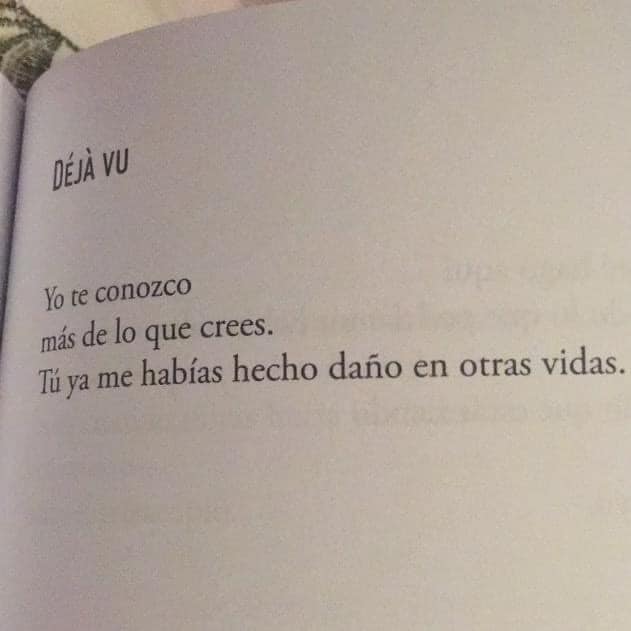 DÉJÀ VU
Yo te conozco
más de lo que crees.
Tú ya me habías hecho daño en otras vidas.